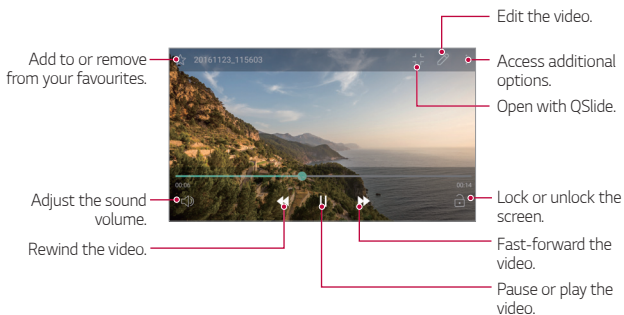 Edit the video.
Add to or remove
from your favourites.
20161123_115603
Access additional
options.
Open with QSlide.
00:06
00:14
Adjust the sound
volume.
Lock or unlock the
screen.
Rewind the video.
Fast-forward the
video.
Pause or play the
video.